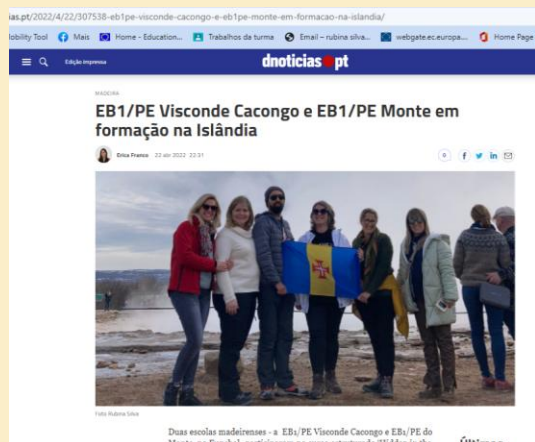 ias.pt/2022/4/22/307538-eb1pe-visconde-cacongo-e-eb1pe-monte-em-formacao-na-islandia/
lobility Tool Mais Home - Education... Trabalhos da turma Email – rubina silva... webgate.ec.europa... Home Page
Edição Impressa dnoticias pt
MADEIRA
EB1/PE Visconde Cacongo e EB1/PE Monte em
formação na Islândia
Erica Franco 22 abr 2022 22:31
0
Foto Rubina Silva
Duas escolas madeirenses - a EB1/PE Visconde Cacongo e EB1/PE do